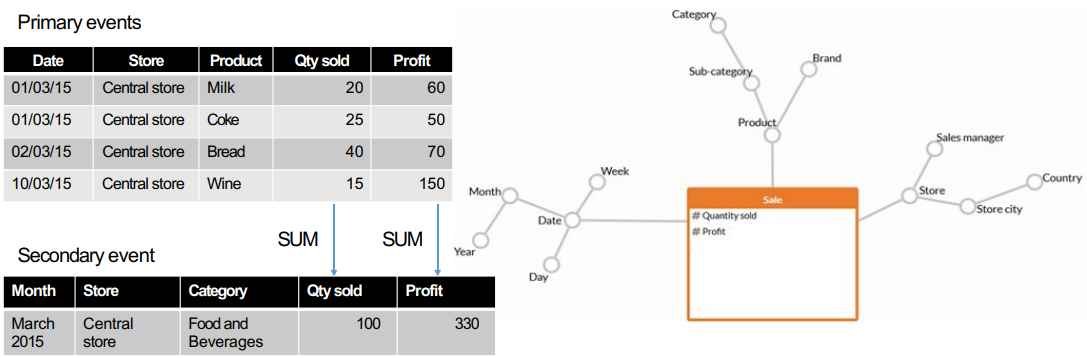 Primary events
Date Store Product Qty sold Profit
01/03/15 Central store Milk 20 60
01/03/15 Central store Coke 25 50
02/03/15 Central store Bread 40 70
10/03/15 Central store Wine 15 150
SUM SUM
Secondary event
Month Store Category Qty sold Profit
March Central Food and 100 330
2015 store Beverages
Category
Brand
Sub-category
Product
Sales manager
Week
Country
Month
Store
Sale
Store city
# Quantity sold
Date
# Profit
Year
Day